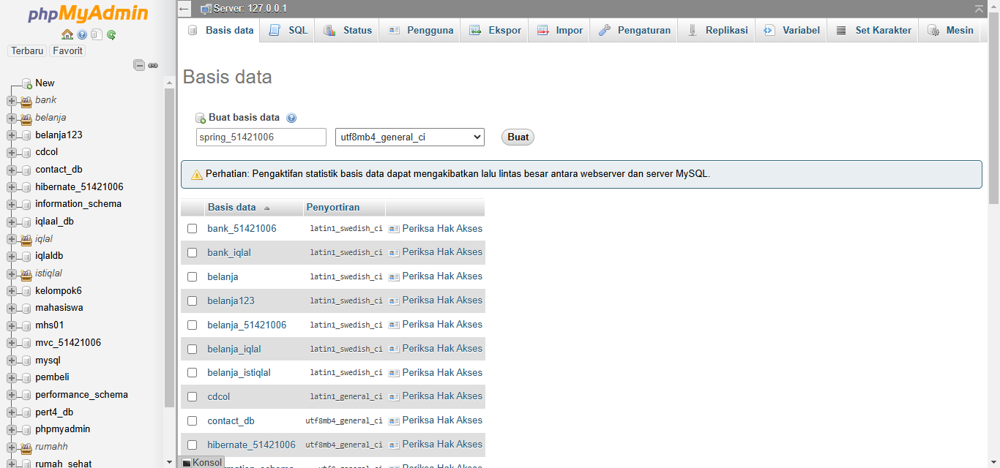 phpMyAdmin
Terbaru Favorit
New
bank
belanja
belanja123
cdcol
contact_db
hibernate_51421006
information_schema
iqlaal_db
iqlal
iqlaldb
istiqlal
kelompok6
mahasiswa
mhs01
mvc_51421006
mysql
pembeli
performance_schema
pert4_db
phpmyadmin
rumahh
rumah_sehat
Server: 127.0.0.1
Basis data SQL Status Pengguna Ekspor Impor Pengaturan Replikasi Variabel Set Karakter Mesin
Basis data
Buat basis data
spring_51421006 utf8mb4_general_ci Buat
Perhatian: Pengaktifan statistik basis data dapat mengakibatkan lalu lintas besar antara webserver dan server MySQL.
Basis data Penyortiran
bank_51421006 latin1_swedish_ci Periksa Hak Akses
bank_iqlal latin1_swedish_ci Periksa Hak Akses
belanja latin1_swedish_ci Periksa Hak Akses
belanja123 latin1_swedish_ci Periksa Hak Akses
belanja_51421006 latin1_swedish_ci Periksa Hak Akses
belanja_iqlal latin1_swedish_ci Periksa Hak Akses
belanja_istiqlal latin1_swedish_ci Periksa Hak Akses
cdcol latin1_general_ci Periksa Hak Akses
contact_db utf8mb4_general_ci Periksa Hak Akses
hibernate_51421006 utf8mb4_general_ci Periksa Hak Akses
Konsol